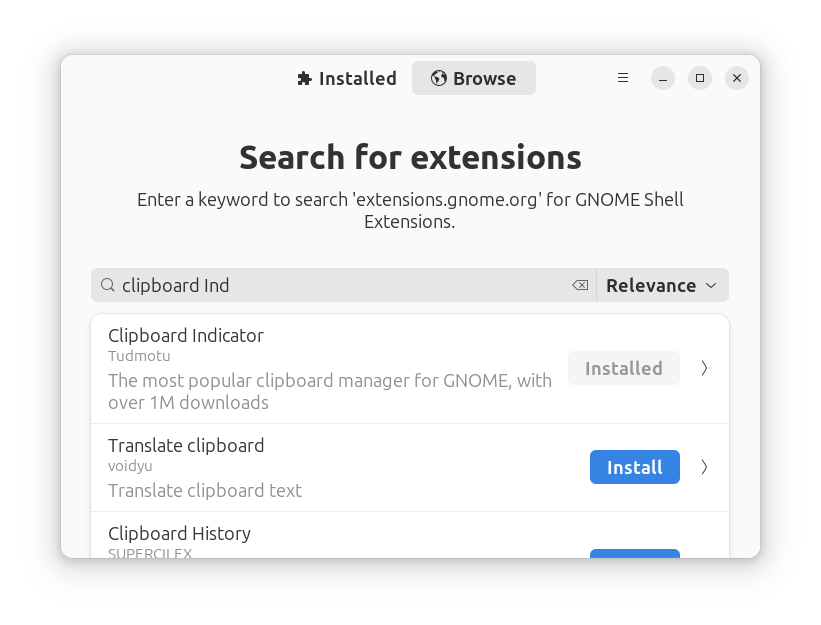 Installed
Browse
Search for extensions
Enter a keyword to search 'extensions.gnome.org' for GNOME Shell
Extensions.
clipboard Ind
Relevance
Clipboard Indicator
Tudmotu
The most popular clipboard manager for GNOME, with
over 1M downloads
Installed
Translate clipboard
voidyu
Translate clipboard text
Install
Clipboard History
SUPERCILEX